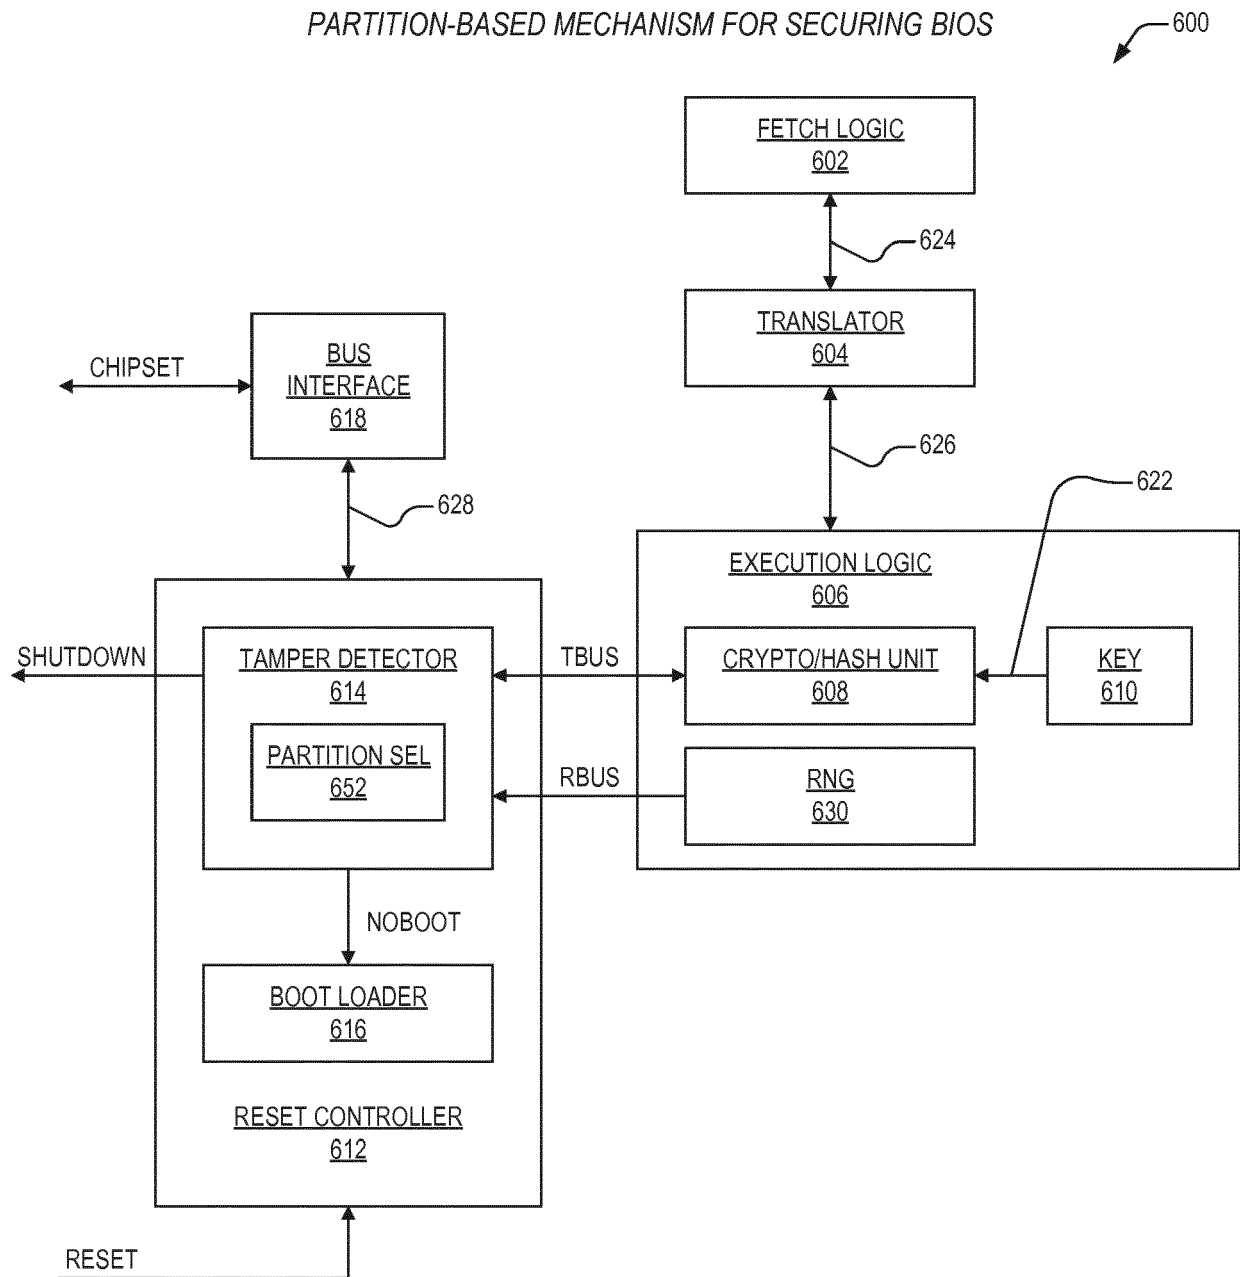 PARTITION-BASED MECHANISM FOR SECURING BIOS
600
FETCH LOGIC
602
624
TRANSLATOR
604
BUS
INTERFACE
618
CHIPSET
626
628
622
EXECUTION LOGIC
606
SHUTDOWN
TAMPER DETECTOR
614
TBUS
CRYPTO/HASH UNIT
608
KEY
610
PARTITION SEL
652
RBUS
RNG
630
NOBOOT
BOOT LOADER
616
RESET CONTROLLER
612
RESET